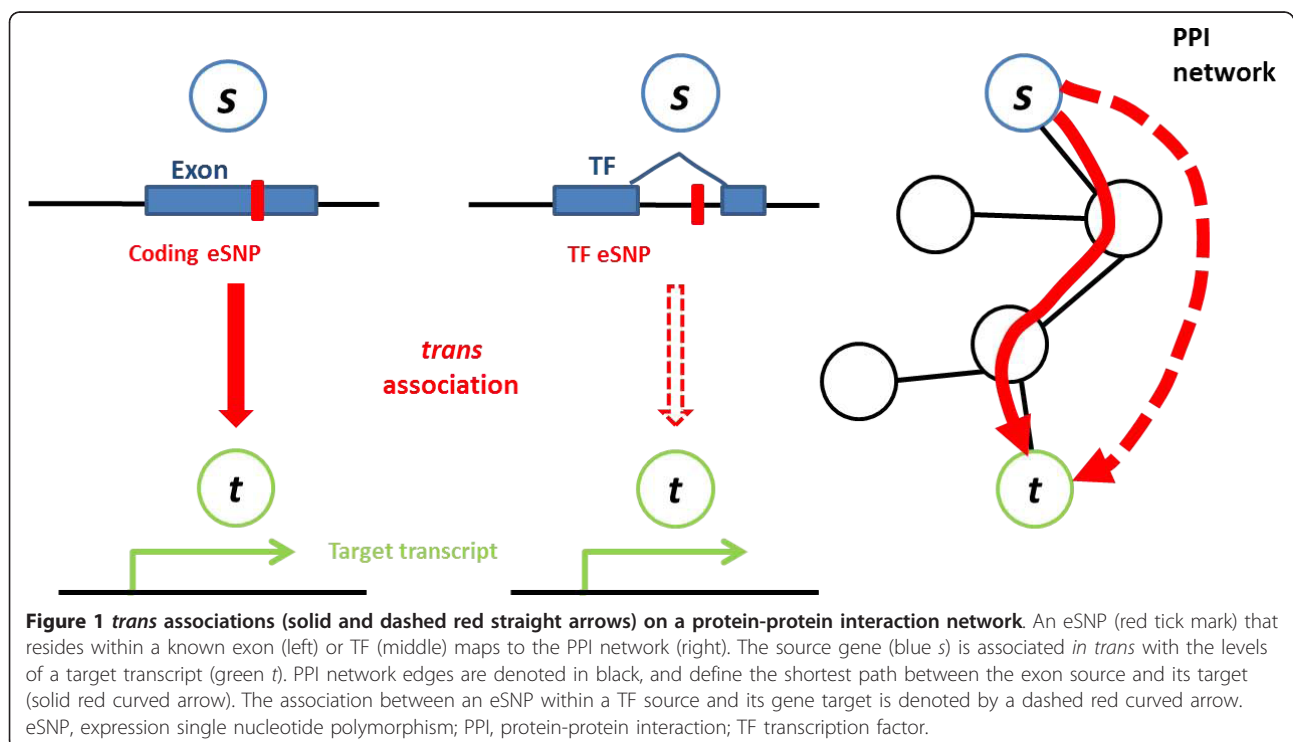 PPI
network
s
s
s
Exon
TF
Coding eSNP
TF eSNP
trans
association
t
t
t
Target transcript
Figure 1 trans associations (solid and dashed red straight arrows) on a protein-protein interaction network. An eSNP (red tick mark) that
resides within a known exon (left) or TF (middle) maps to the PPI network (right). The source gene (blue s) is associated in trans with the levels
of a target transcript (green t). PPI network edges are denoted in black, and define the shortest path between the exon source and its target
(solid red curved arrow). The association between an eSNP within a TF source and its gene target is denoted by a dashed red curved arrow.
eSNP, expression single nucleotide polymorphism; PPI, protein-protein interaction; TF transcription factor.